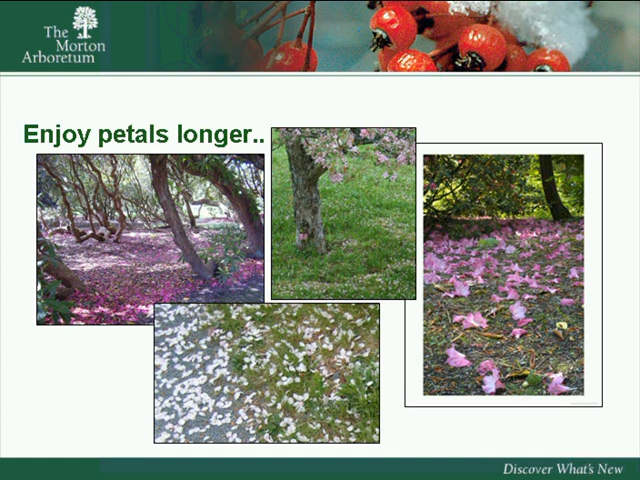 The
Morton
Arboretum
Enjoy petals longer..
Discover What's New